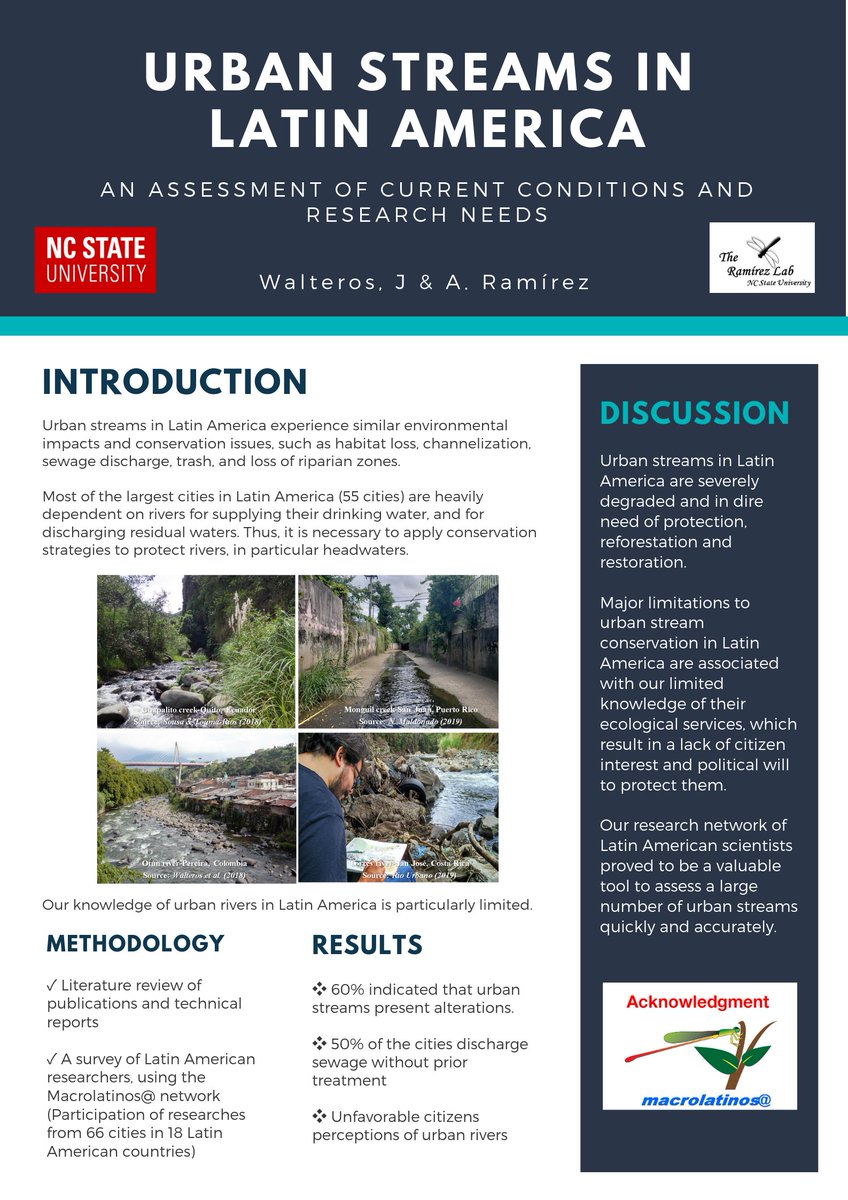 URBAN STREAMS IN
LATIN AMERICA
AN ASSESSMENT OF CURRENT CONDITIONS AND
RESEARCH NEEDS
NC STATE
UNIVERSITY
Walteros, J & A. Ramírez
The
Ramírez Lab
NC State University
INTRODUCTION
Urban streams in Latin America experience similar environmental
impacts and conservation issues, such as habitat loss, channelization,
sewage discharge, trash, and loss of riparian zones.
Most of the largest cities in Latin America (55 cities) are heavily
dependent on rivers for supplying their drinking water, and for
discharging residual waters. Thus, it is necessary to apply conservation
strategies to protect rivers, in particular headwaters.
creek-Quito, Ecuador
Source: Sousa & Rios (2018)
Monguil creek-San Juan, Puerto Rico
Source: N. Maldonado (2019)
Otún river-Pereira, Colombia
Source: Walteros et al. (2018)
Torres river-San José, Costa Rica
Source: Rio Urbano (2019)
Our knowledge of urban rivers in Latin America is particularly limited.
METHODOLOGY
✓ Literature review of
publications and technical
reports
✓ A survey of Latin American
researchers, using the
Macrolatinos@ network
(Participation of researches
from 66 cities in 18 Latin
American countries)
RESULTS
❖ 60% indicated that urban
streams present alterations.
❖ 50% of the cities discharge
sewage without prior
treatment
❖ Unfavorable citizens
perceptions of urban rivers
DISCUSSION
Urban streams in Latin
America are severely
degraded and in dire
need of protection,
reforestation and
restoration.
Major limitations to
urban stream
conservation in Latin
America are associated
with our limited
knowledge of their
ecological services, which
result in a lack of citizen
interest and political will
to protect them.
Our research network of
Latin American scientists
proved to be a valuable
tool to assess a large
number of urban streams
quickly and accurately.
Acknowledgment
macrolatinos@